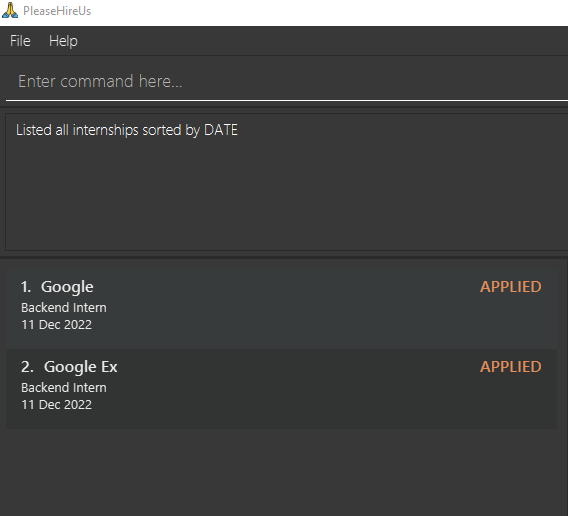 PleaseHireUs
File Help
Enter command here...
Listed all internships sorted by DATE
1. Google APPLIED
Backend Intern
11 Dec 2022
2. Google Ex APPLIED
Backend Intern
11 Dec 2022